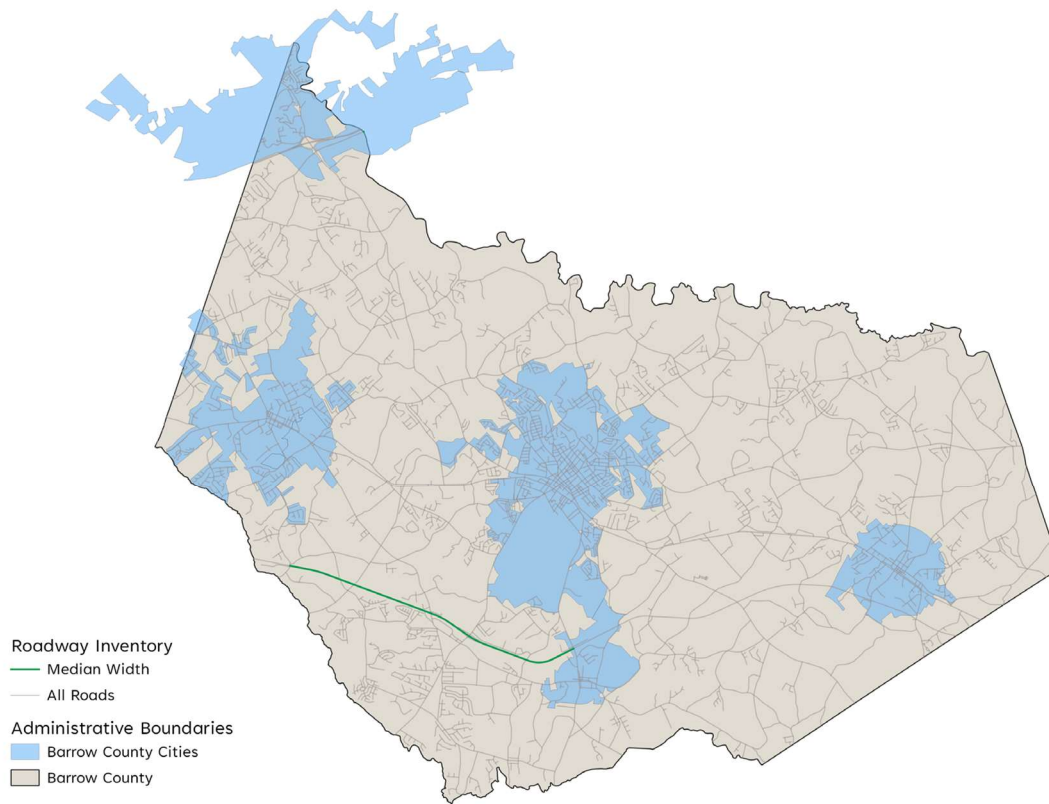 Roadway Inventory
Median Width
All Roads
Administrative Boundaries
Barrow County Cities
Barrow County